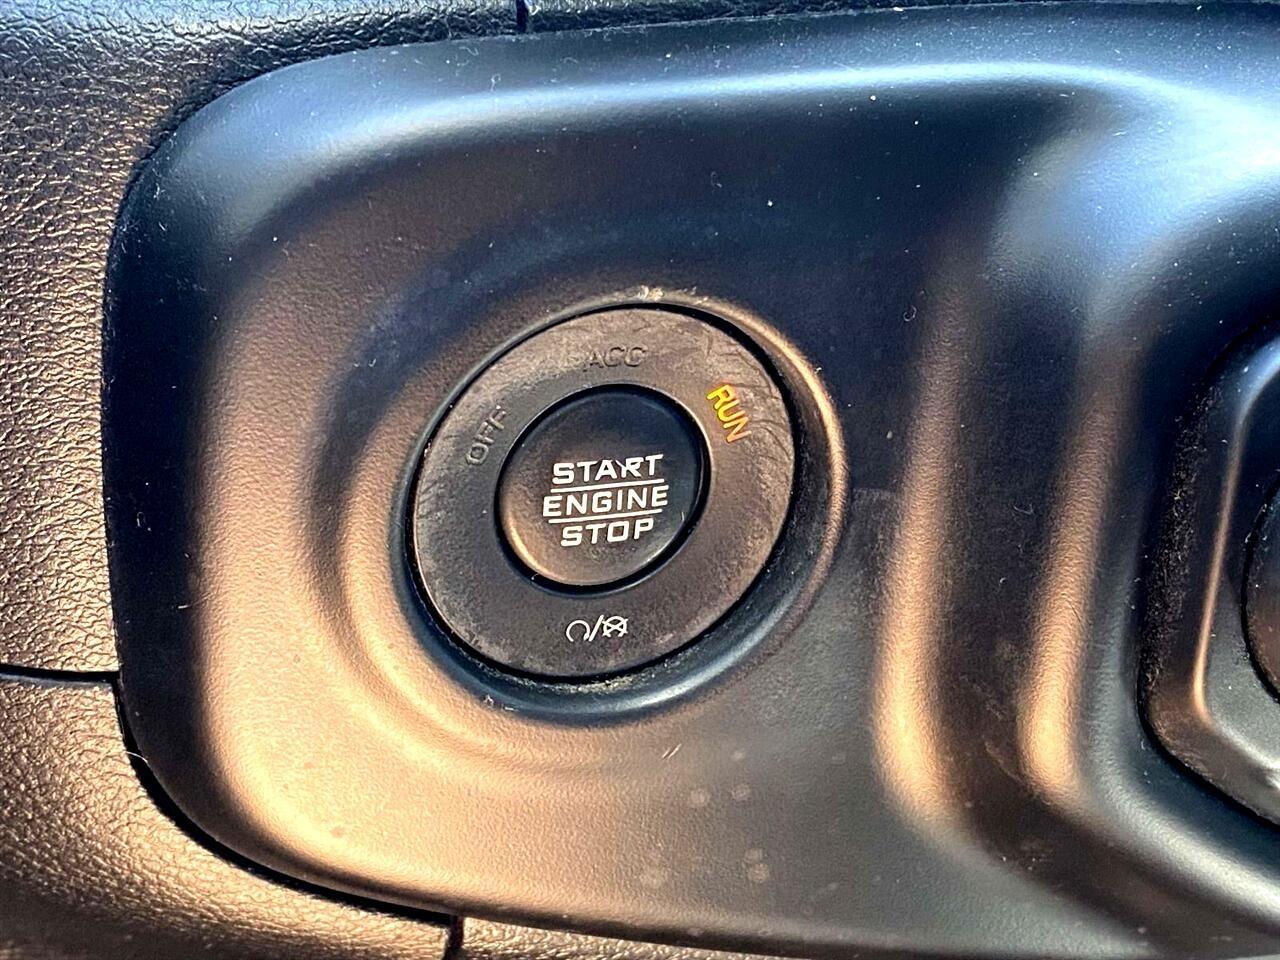 OFF
ACC
RUN
START
ENGINE
STOP